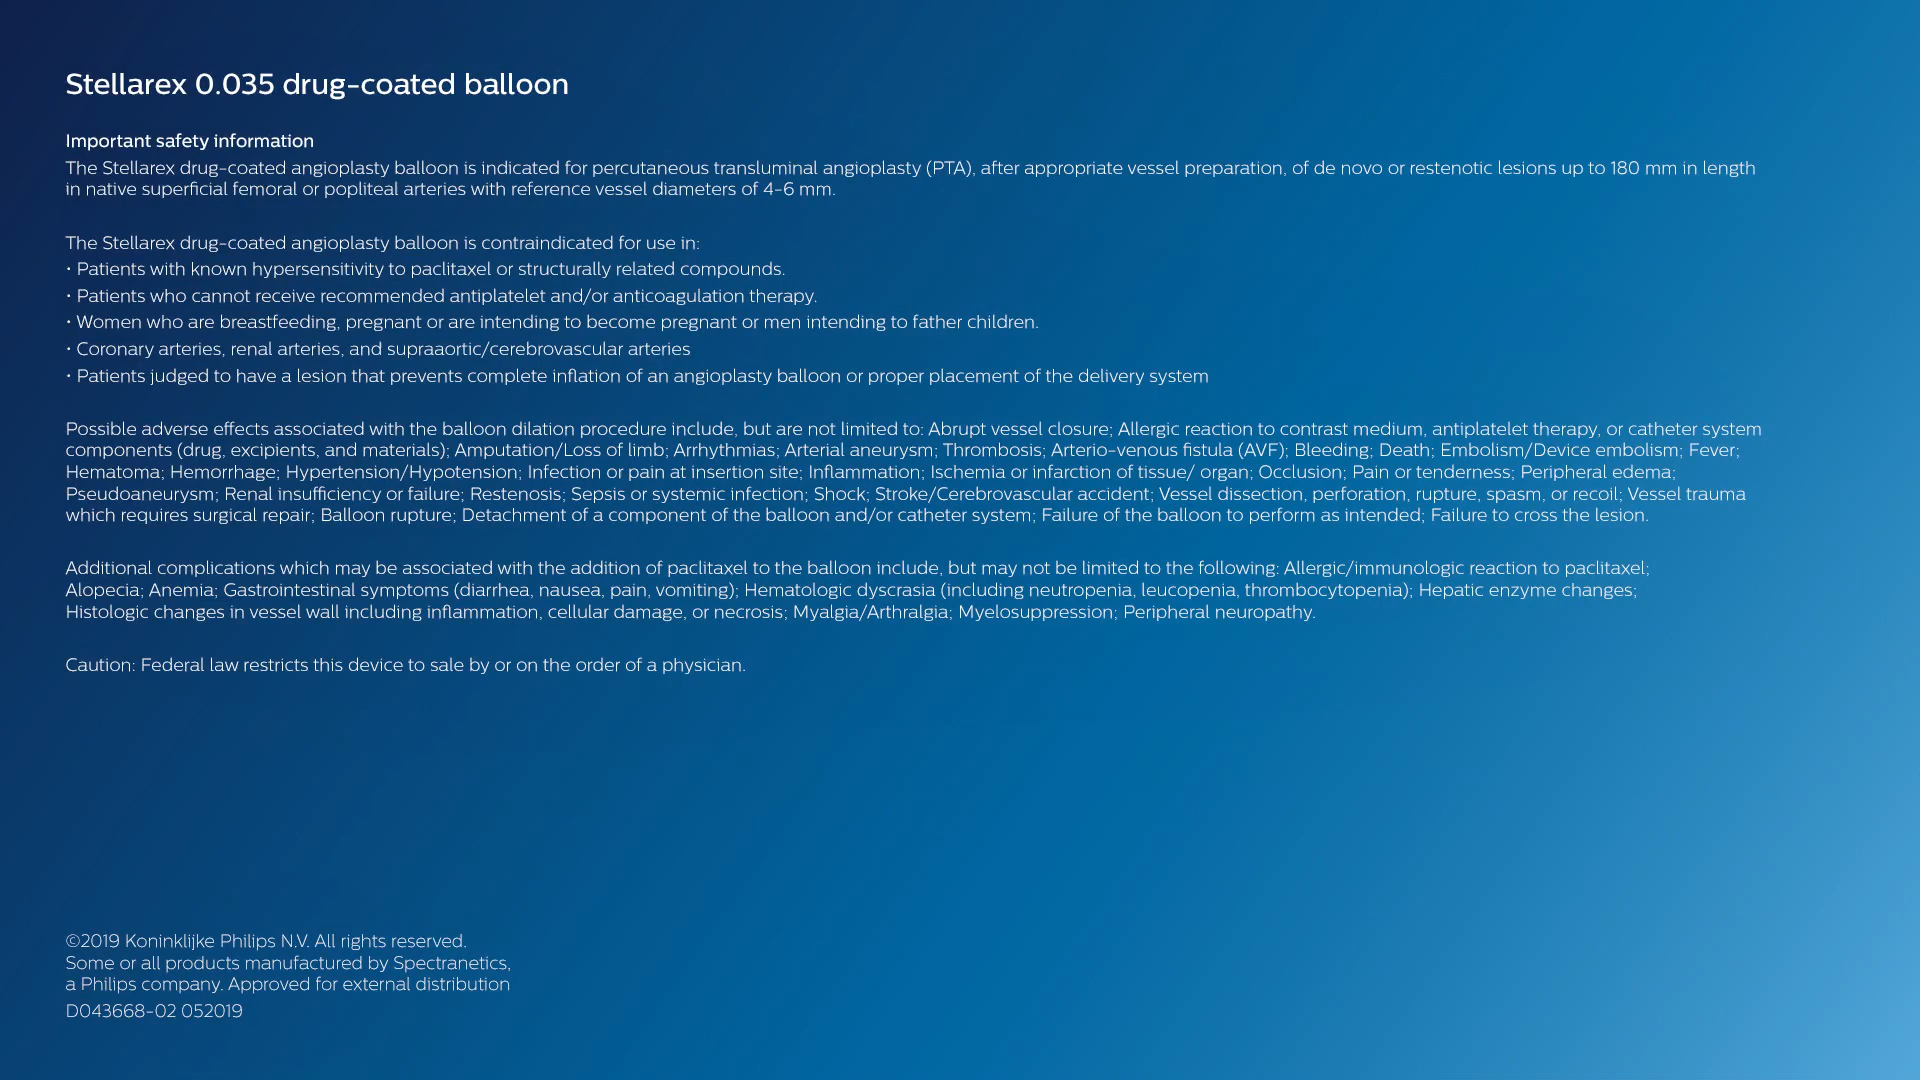 Stellarex 0.035 drug-coated balloon
Important safety information
The Stellarex drug-coated angioplasty balloon is indicated for percutaneous transluminal angioplasty (PTA), after appropriate vessel preparation, of de novo or restenotic lesions up to 180 mm in length
in native superficial femoral or popliteal arteries with reference vessel diameters of 4-6 mm.
The Stellarex drug-coated angioplasty balloon is contraindicated for use in:
· Patients with known hypersensitivity to paclitaxel or structurally related compounds.
· Patients who cannot receive recommended antiplatelet and/or anticoagulation therapy.
· Women who are breastfeeding, pregnant or are intending to become pregnant or men intending to father children.
· Coronary arteries, renal arteries, and supraaortic/cerebrovascular arteries
· Patients judged to have a lesion that prevents complete inflation of an angioplasty balloon or proper placement of the delivery system
Possible adverse effects associated with the balloon dilation procedure include, but are not limited to: Abrupt vessel closure; Allergic reaction to contrast medium, antiplatelet therapy, or catheter system
components (drug, excipients, and materials); Amputation/Loss of limb; Arrhythmias; Arterial aneurysm; Thrombosis; Arterio-venous fistula (AVF); Bleeding; Death; Embolism/Device embolism; Fever;
Hematoma; Hemorrhage; Hypertension/Hypotension; Infection or pain at insertion site; Inflammation; Ischemia or infarction of tissue/ organ; Occlusion; Pain or tenderness; Peripheral edema;
Pseudoaneurysm; Renal insufficiency or failure; Restenosis; Sepsis or systemic infection; Shock; Stroke/Cerebrovascular accident; Vessel dissection, perforation, rupture, spasm, or recoil; Vessel trauma
which requires surgical repair; Balloon rupture; Detachment of a component of the balloon and/or catheter system; Failure of the balloon to perform as intended; Failure to cross the lesion.
Additional complications which may be associated with the addition of paclitaxel to the balloon include, but may not be limited to the following: Allergic/immunologic reaction to paclitaxel;
Alopecia; Anemia; Gastrointestinal symptoms (diarrhea, nausea, pain, vomiting); Hematologic dyscrasia (including neutropenia, leucopenia, thrombocytopenia); Hepatic enzyme changes;
Histologic changes in vessel wall including inflammation, cellular damage, or necrosis; Myalgia/Arthralgia; Myelosuppression; Peripheral neuropathy.
Caution: Federal law restricts this device to sale by or on the order of a physician.
©2019 Koninklijke Philips N.V. All rights reserved.
Some or all products manufactured by Spectranetics,
a Philips company. Approved for external distribution
D043668-02 052019